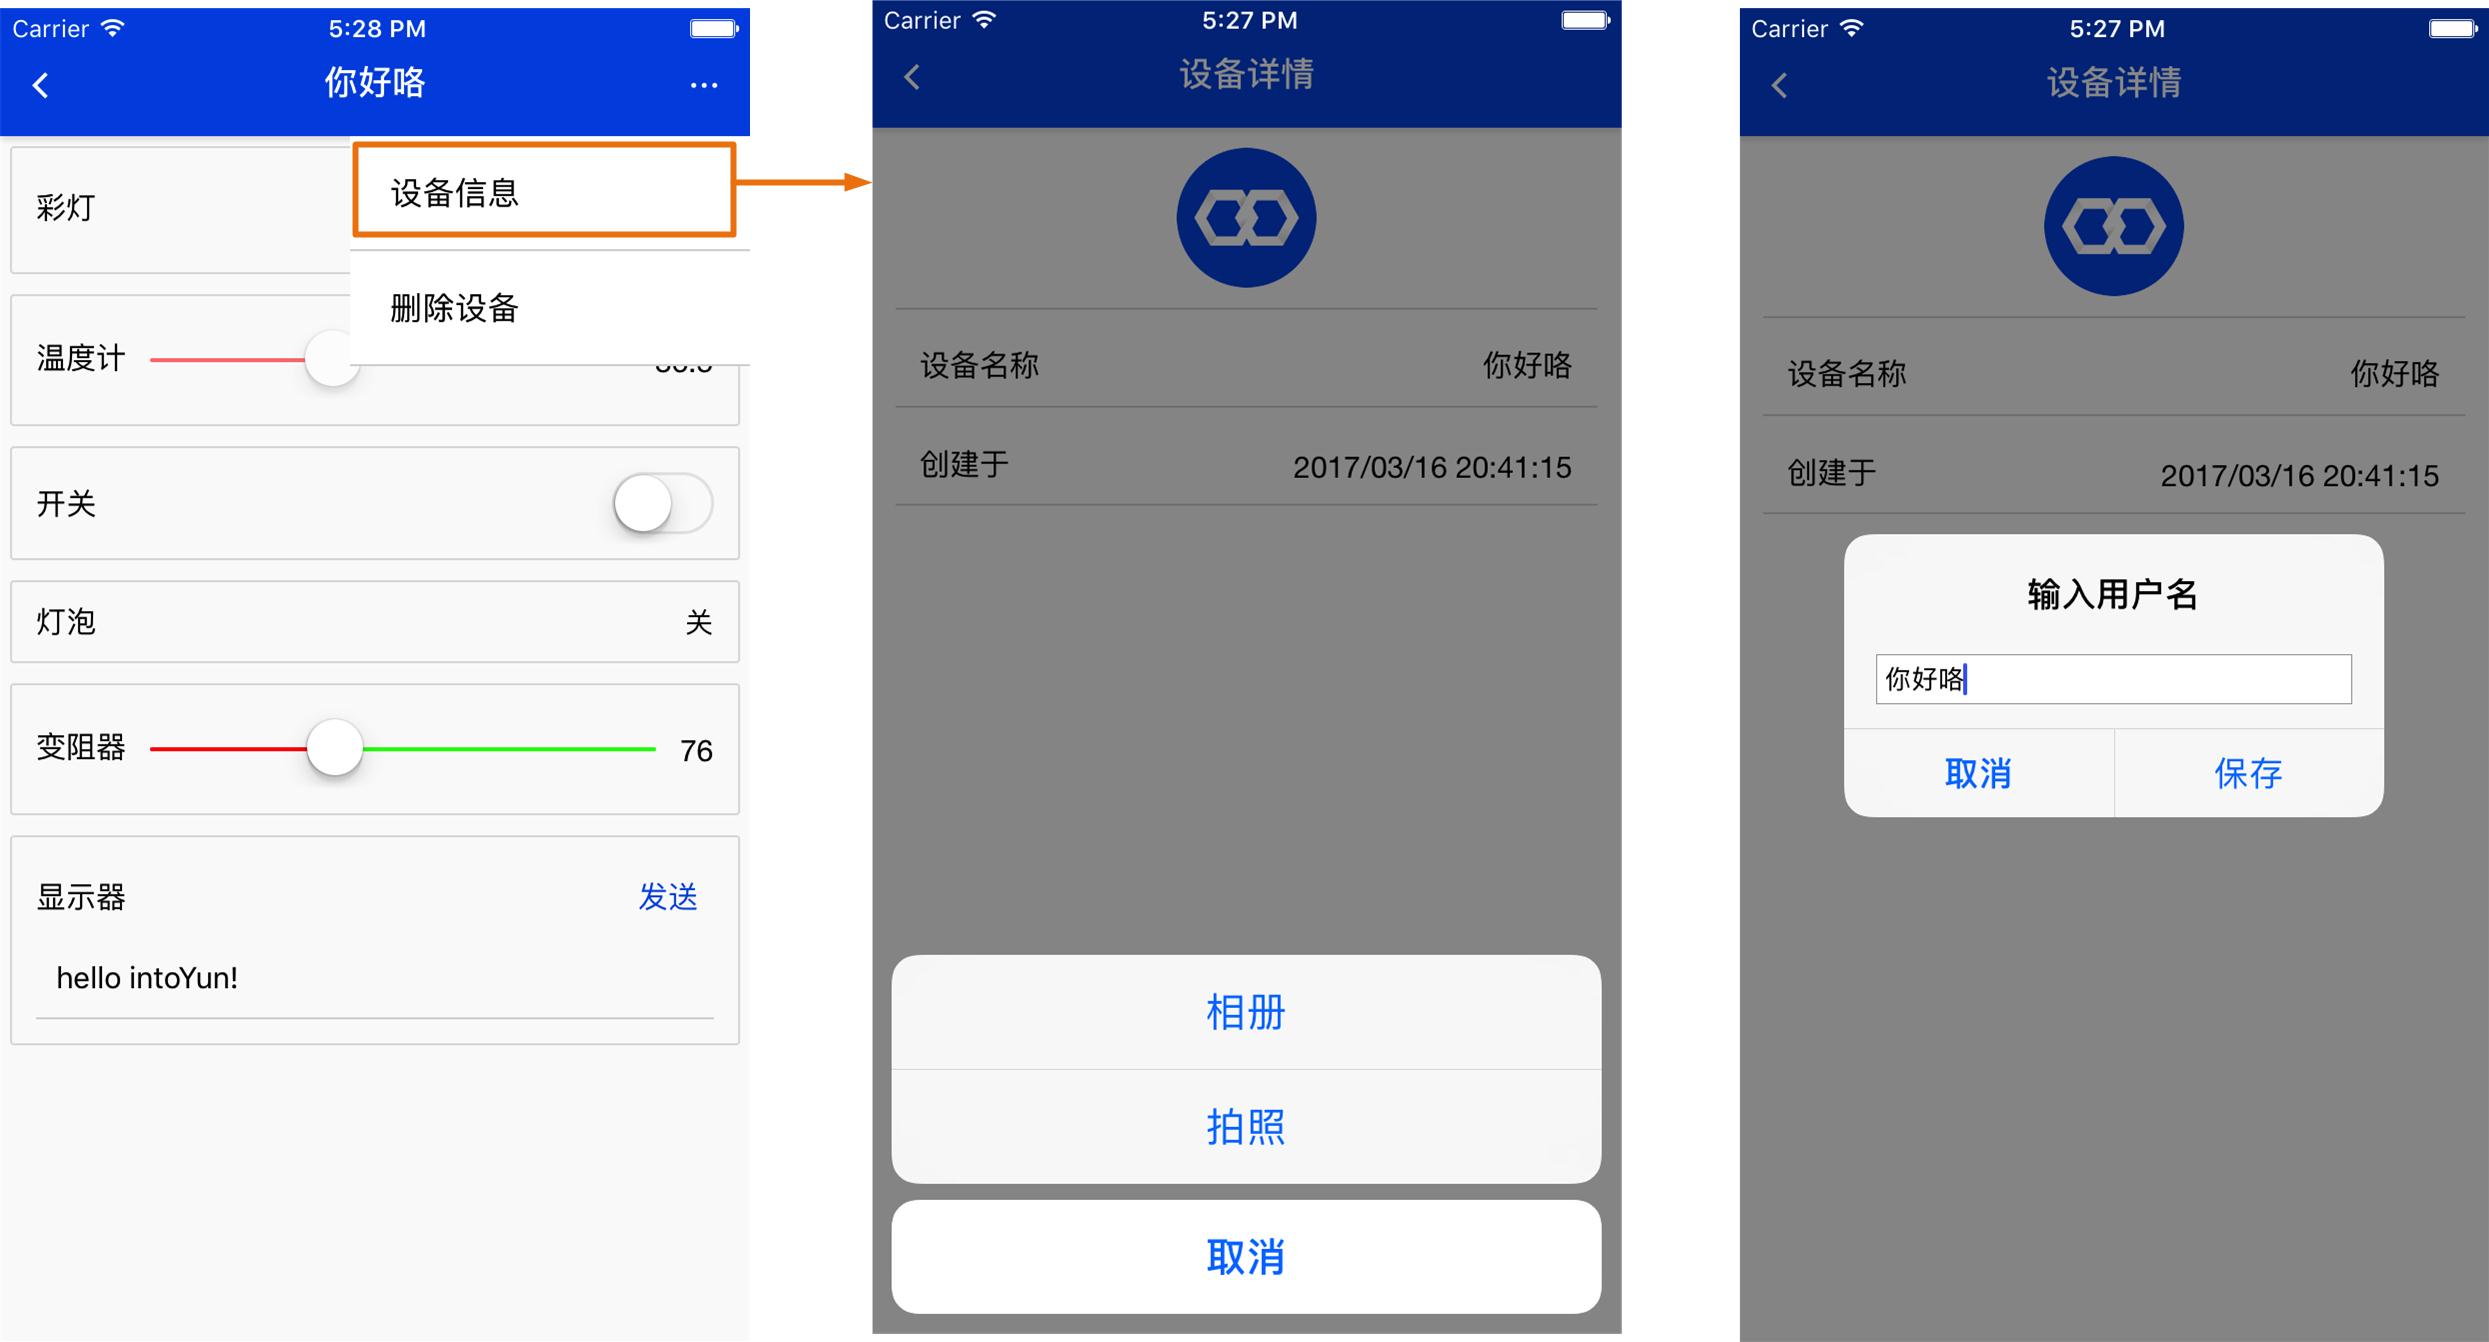 Carrier 5:28 PM
你好咯
设备信息
彩灯
删除设备
温度计
开关
灯泡 关
变阻器 76
显示器 发送
hello intoYun!
Carrier 5:27 PM
设备详情
设备名称 你好咯
创建于 2017/03/16 20:41:15
相册
拍照
取消
Carrier 5:27 PM
设备详情
设备名称 你好咯
创建于 2017/03/16 20:41:15
输入用户名
你好咯
取消 保存